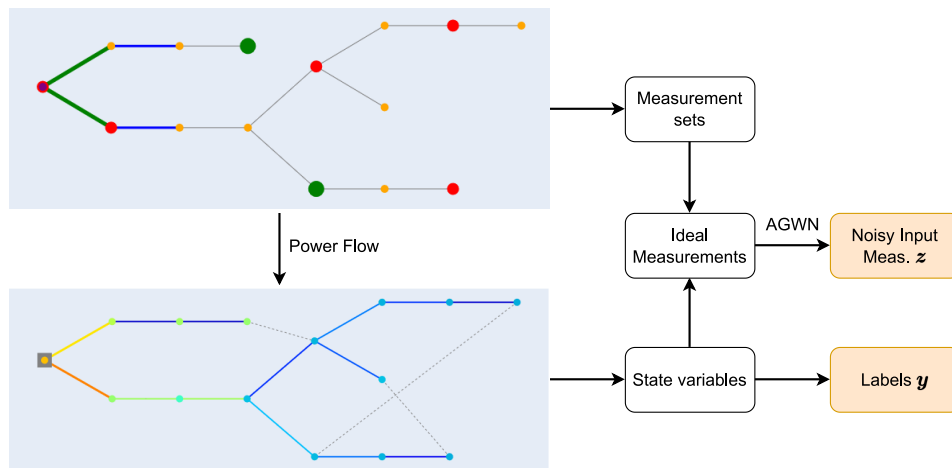 Measurement
sets
Power Flow
Ideal
Measurements
AGWN
Noisy Input
Meas. z
State variables
Labels y